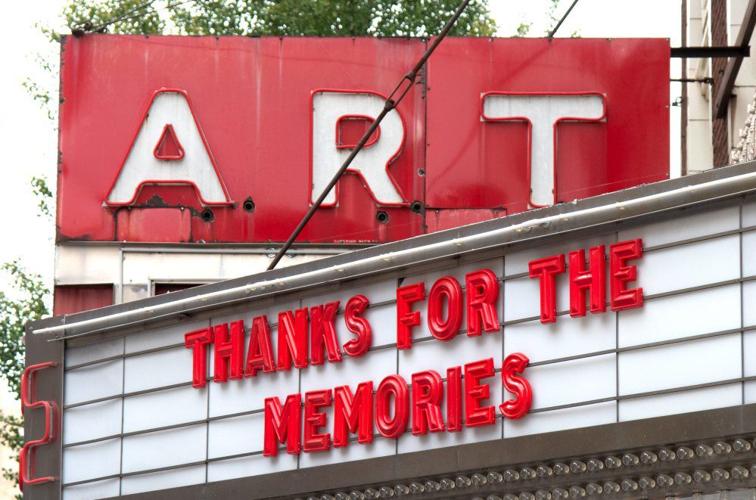 ART
THANKS FOR THE
MEMORIES